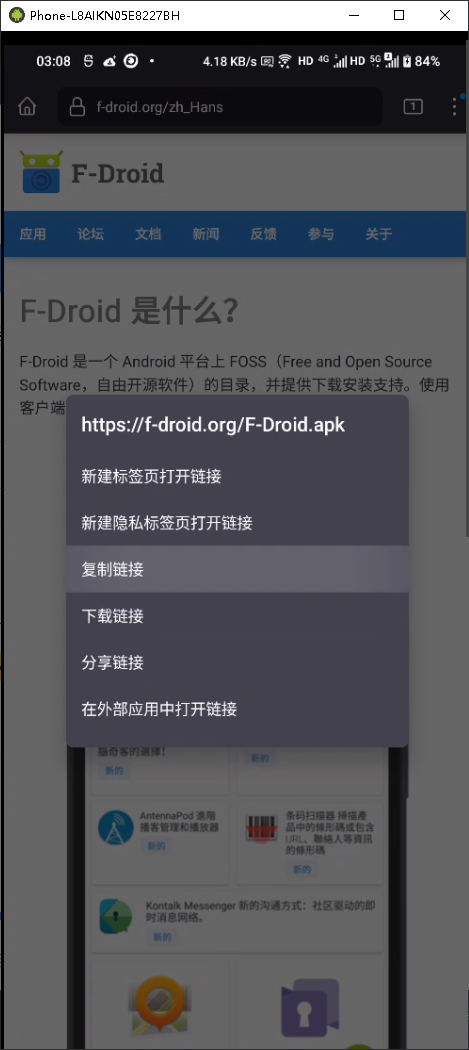 Phone-L8AIKN05E8227BH
03:08 4.18 KB/s HD 4G HD 5G 84%
f-droid.org/zh_Hans 1
F-Droid
应用 论坛 文档 新闻 反馈 参与 关于
F-Droid 是什么？
F-Droid 是一个 Android 平台上 FOSS（Free and Open Source
Software，自由开源软件）的目录，并提供下载安装支持。使用
客户端
https://f-droid.org/F-Droid.apk
新建标签页打开链接
新建隐私标签页打开链接
复制链接
下载链接
分享链接
在外部应用中打开链接
脑奇客的選擇！
新的
新的
AntennaPod 進階
播客管理和播放器
新的
条码扫描器 掃描產
品中的條形碼或包含
URL、聯絡人等資訊
的條形碼
新的
Kontalk Messenger 新的沟通方式：社区驱动的即
时消息网络。
新的